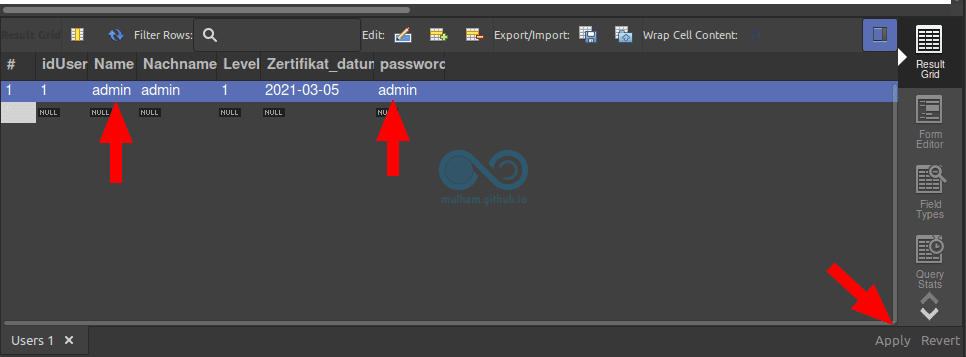 Result Grid Filter Rows: Edit: Export/Import: Wrap Cell Content:
# idUser Name Nachname Level Zertifikat_datun password
1 1 admin admin 1 2021-03-05 admin
NULL NULL NULL NULL NULL NULL
mulham.github.io
Result
Grid
Form
Editor
Field
Types
Query
Stats
Users 1 × Apply Revert